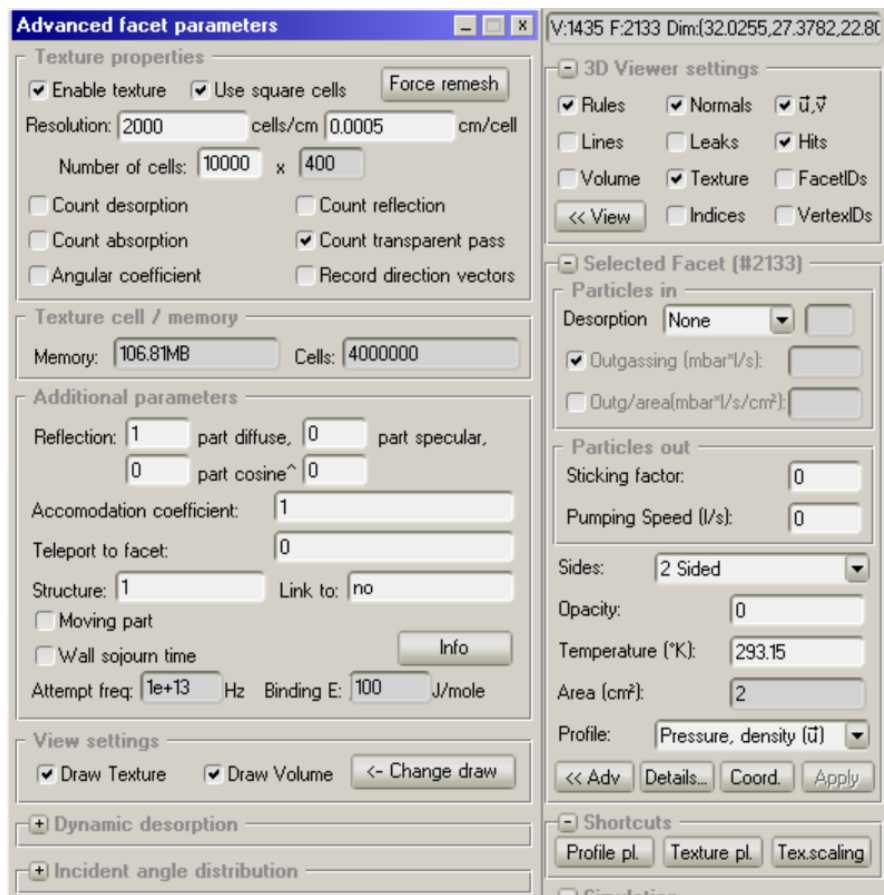 Advanced facet parameters
Texture properties
Enable texture Use square cells Force remesh
Resolution: 2000 cells/cm 0.0005 cm/cell
Number of cells: 10000 x 400
Count desorption Count reflection
Count absorption Count transparent pass
Angular coefficient Record direction vectors
Texture cell / memory
Memory: 106.81MB Cells: 4000000
Additional parameters
Reflection: 1 part diffuse, 0 part specular,
0 part cosine^ 0
Accomodation coefficient: 1
Teleport to facet: 0
Structure: 1 Link to: no
Moving part
Wall sojourn time Info
Attempt freq: 1e+13 Hz Binding E: 100 J/mole
View settings
Draw Texture Draw Volume <- Change draw
+ Dynamic desorption
+ Incident angle distribution
V:1435 F:2133 Dim:(32.0255,27.3782,22.80
- 3D Viewer settings
Rules Normals u⃗,v⃗
Lines Leaks Hits
Volume Texture FacetIDs
<< View Indices VertexIDs
- Selected Facet (#2133)
Particles in
Desorption None
Outgassing (mbar*l/s):
Outg/area(mbar*l/s/cm²):
Particles out
Sticking factor: 0
Pumping Speed (l/s): 0
Sides: 2 Sided
Opacity: 0
Temperature (°K): 293.15
Area (cm²): 2
Profile: Pressure, density (u⃗)
<< Adv Details... Coord. Apply
- Shortcuts
Profile pl. Texture pl. Tex.scaling